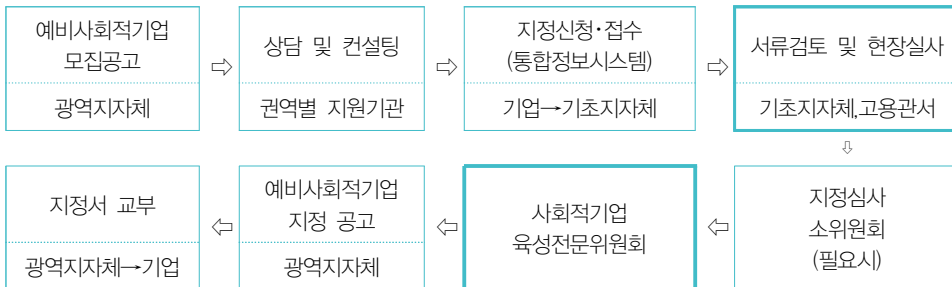 예비사회적기업
모집공고
광역지자체
⇨
상담 및 컨설팅
권역별 지원기관
⇨
지정신청·접수
(통합정보시스템)
기업→기초지자체
⇨
서류검토 및 현장실사
기초지자체,고용관서
⇩
지정심사
소위원회
(필요시)
⇦
사회적기업
육성전문위원회
⇦
예비사회적기업
지정 공고
광역지자체
⇦
지정서 교부
광역지자체→기업